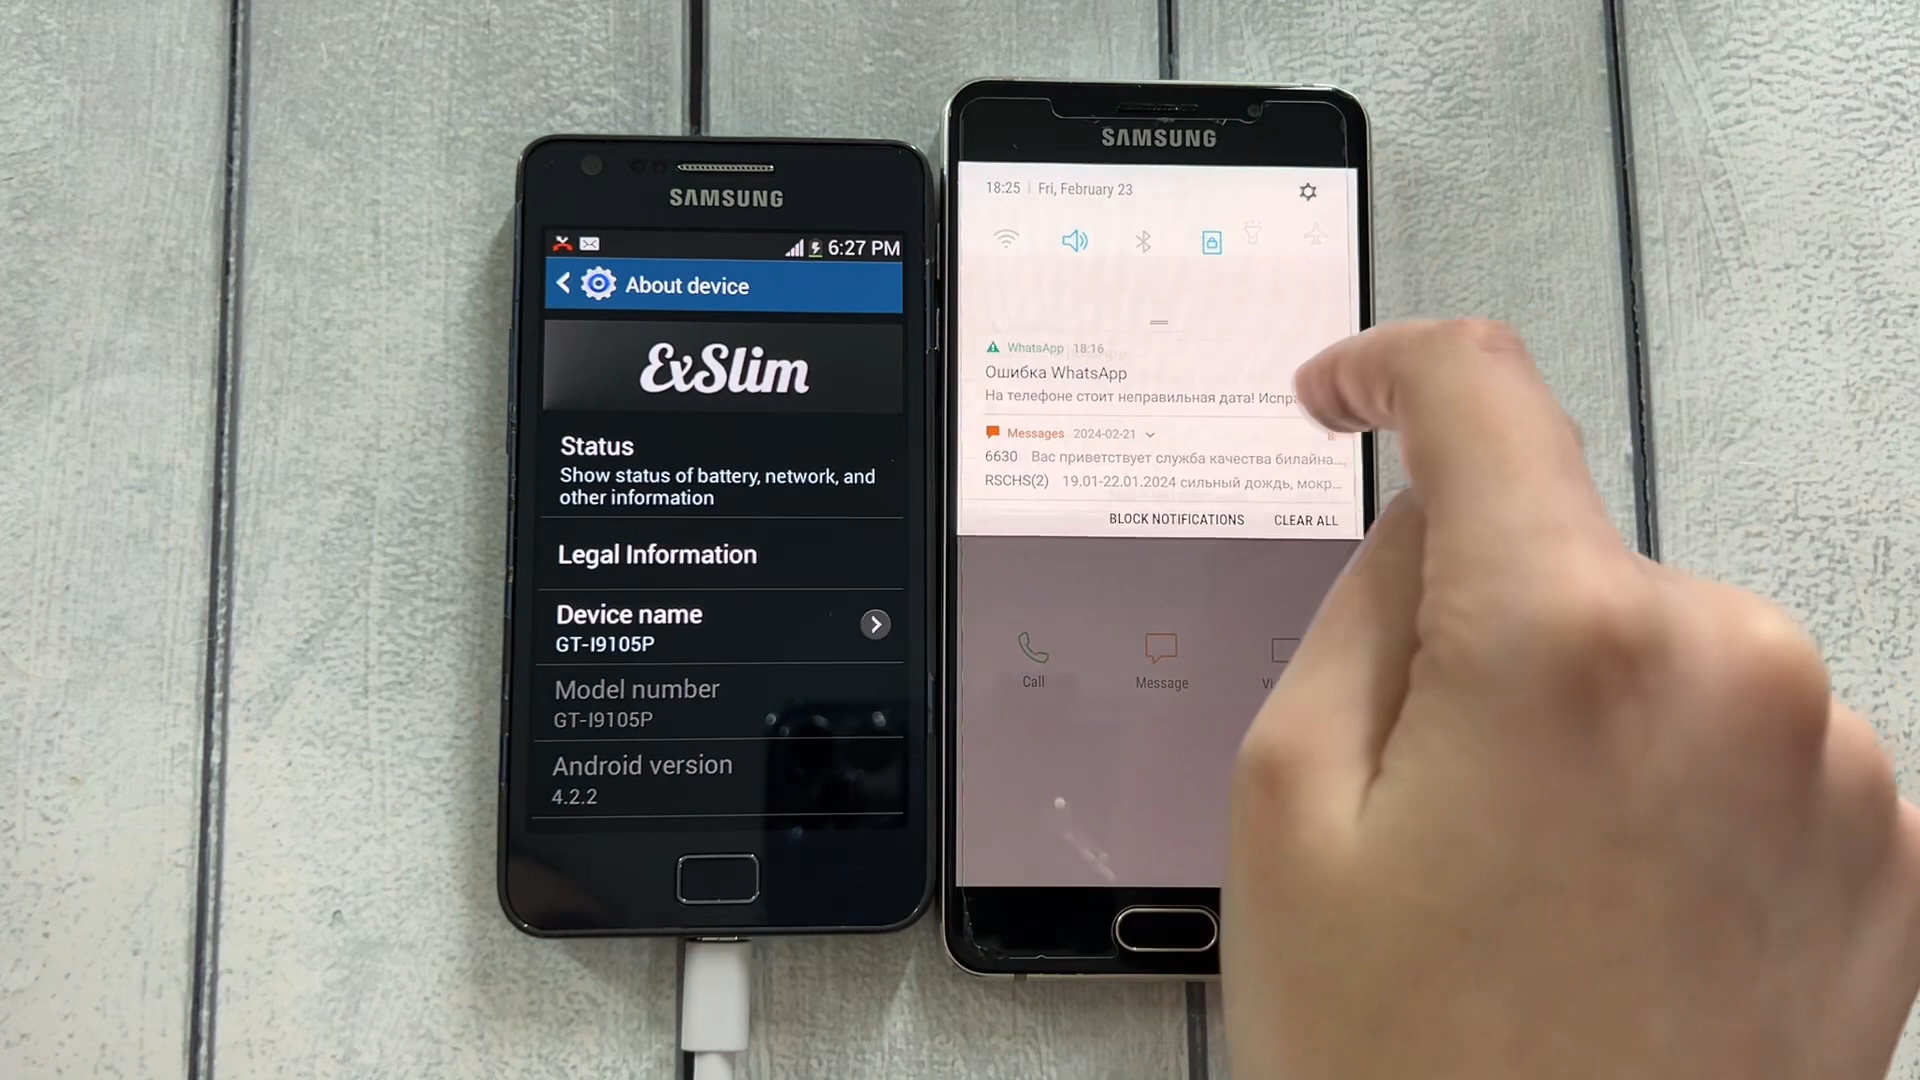 SAMSUNG
6:27 PM
About device
ExSlim
Status
Show status of battery, network, and
other information
Legal Information
Device name
GT-I9105P
Model number
GT-I9105P
Android version
4.2.2
SAMSUNG
18:25 | Fri, February 23
WhatsApp 18:16
Ошибка WhatsApp
На телефоне стоит неправильная дата!
Messages 2024-02-21
6630 Вас приветствует служба качества билайна...
RSCHS(2) 19.01-22.01.2024 сильный дождь, мокр...
BLOCK NOTIFICATIONS CLEAR ALL
Call
Message